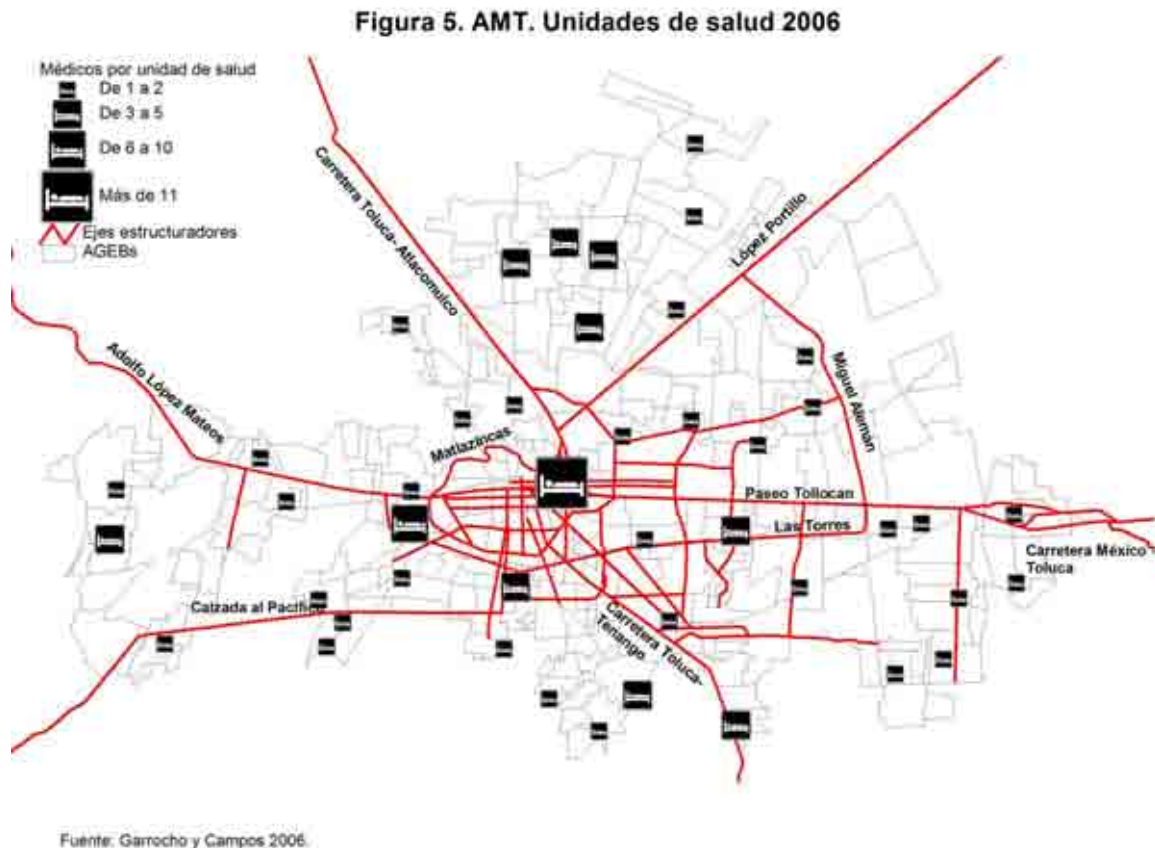 Figura 5. AMT. Unidades de salud 2006
Médicos por unidad de salud
De 1 a 2
De 3 a 5
De 6 a 10
Más de 11
Ejes estructuradores
AGEBs
Carretera Toluca- Atlacomulco
López Portillo
Adolfo López Mateos
Miguel Aleman
Matlazincas
Paseo Tollocan
Las Torres
Carretera México
Toluca
Calzada al Pacífico
Carretera Toluca-
Tenango
Fuente: Garrocho y Campos 2006.